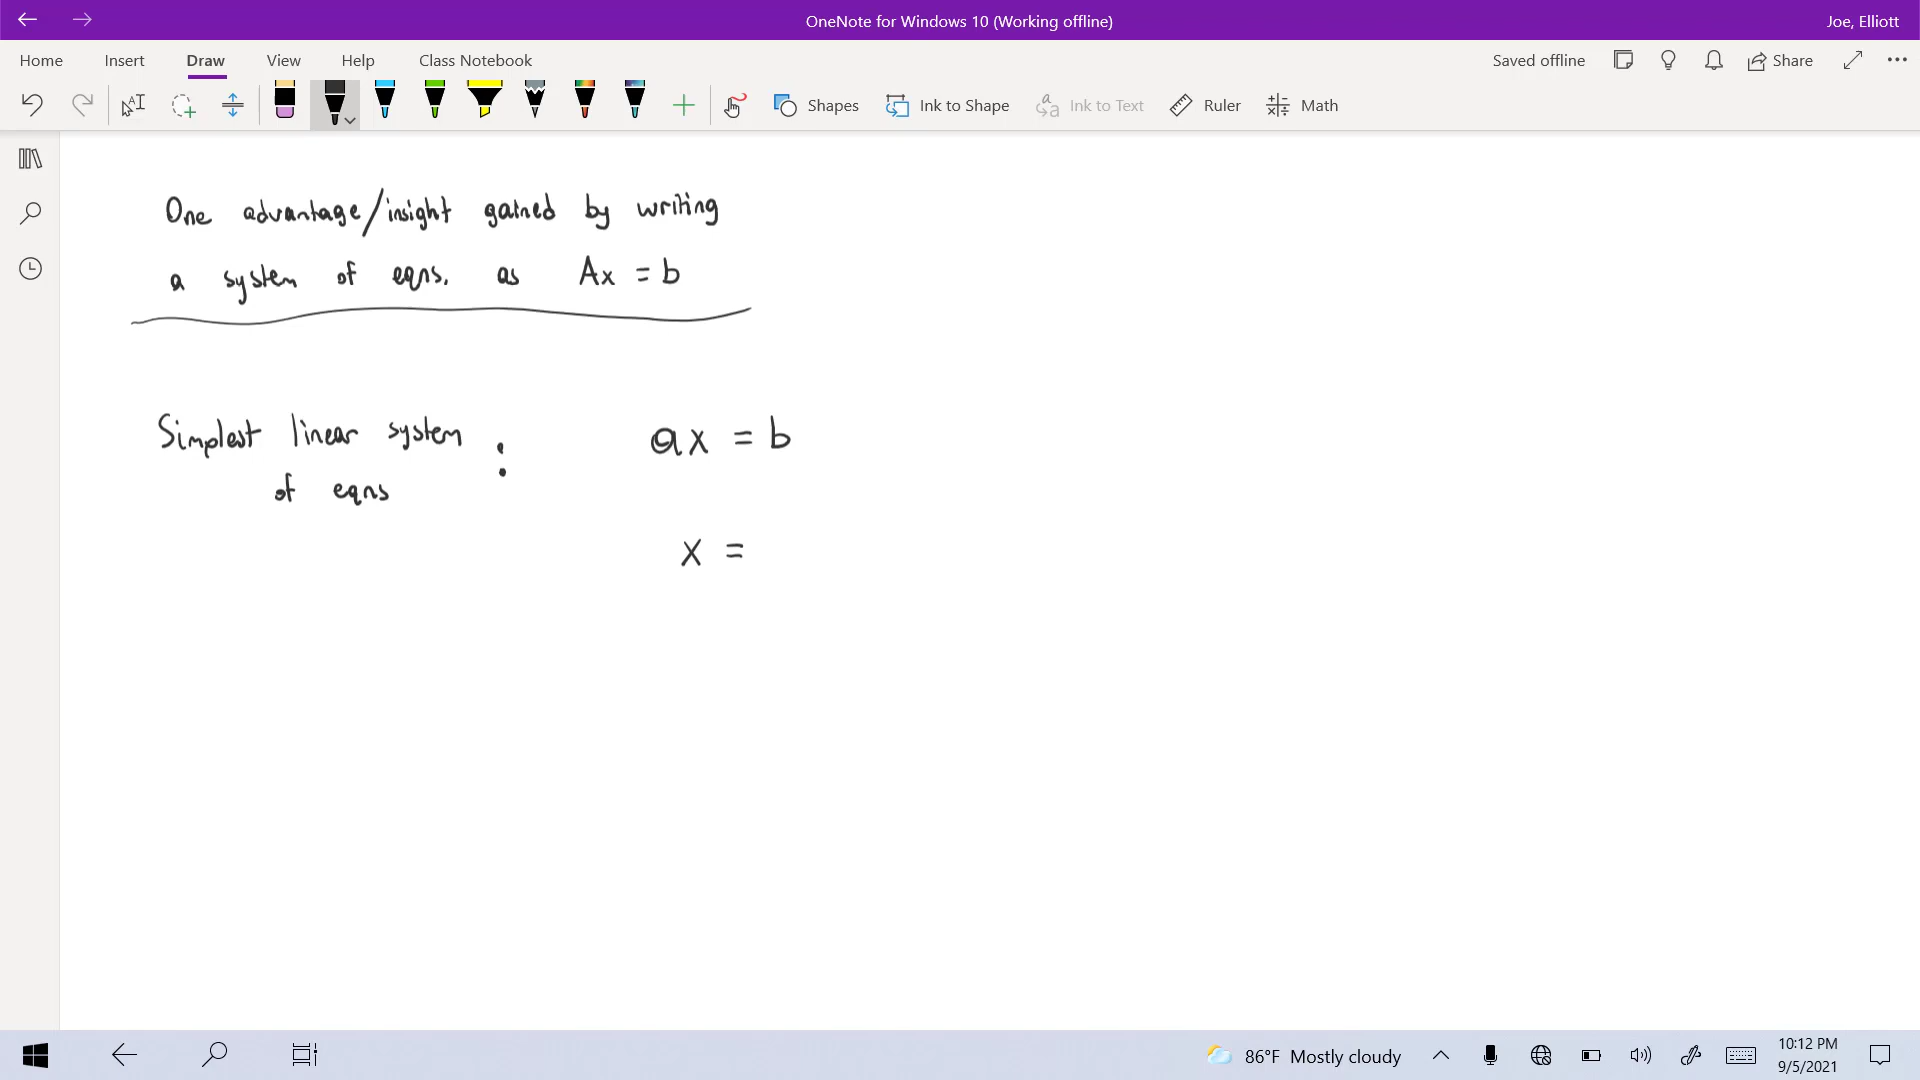 OneNote for Windows 10 (Working offline)
Joe, Elliott
Home Insert Draw View Help Class Notebook
Saved offline Share
Shapes Ink to Shape Ink to Text Ruler Math
One advantage/insight gained by writing
a system of eqns. as Ax = b
Simplest linear system : ax = b
of eqns
x =
86°F Mostly cloudy
10:12 PM
9/5/2021